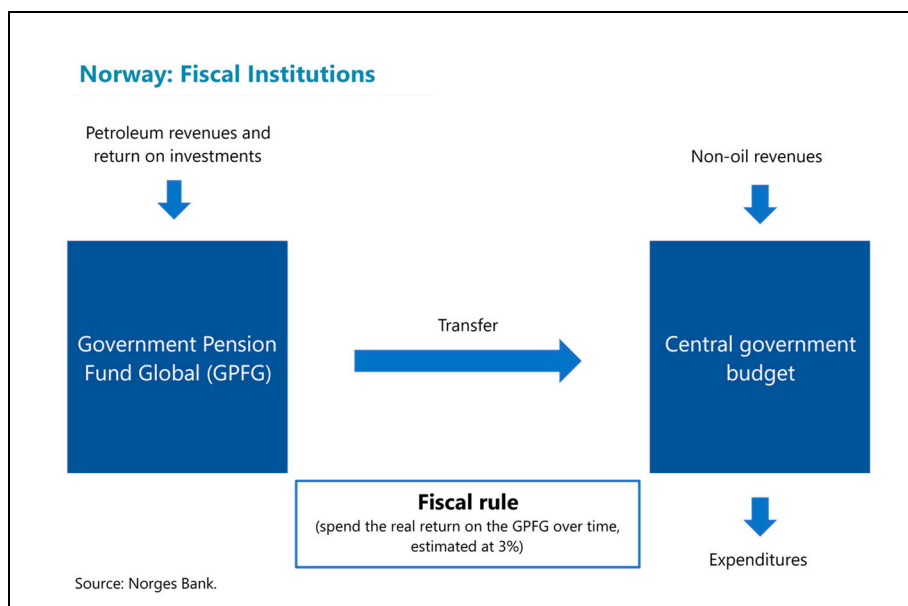 Norway: Fiscal Institutions
Petroleum revenues and
return on investments
Non-oil revenues
Government Pension
Fund Global (GPFG)
Transfer
Central government
budget
Fiscal rule
(spend the real return on the GPFG over time,
estimated at 3%)
Expenditures
Source: Norges Bank.